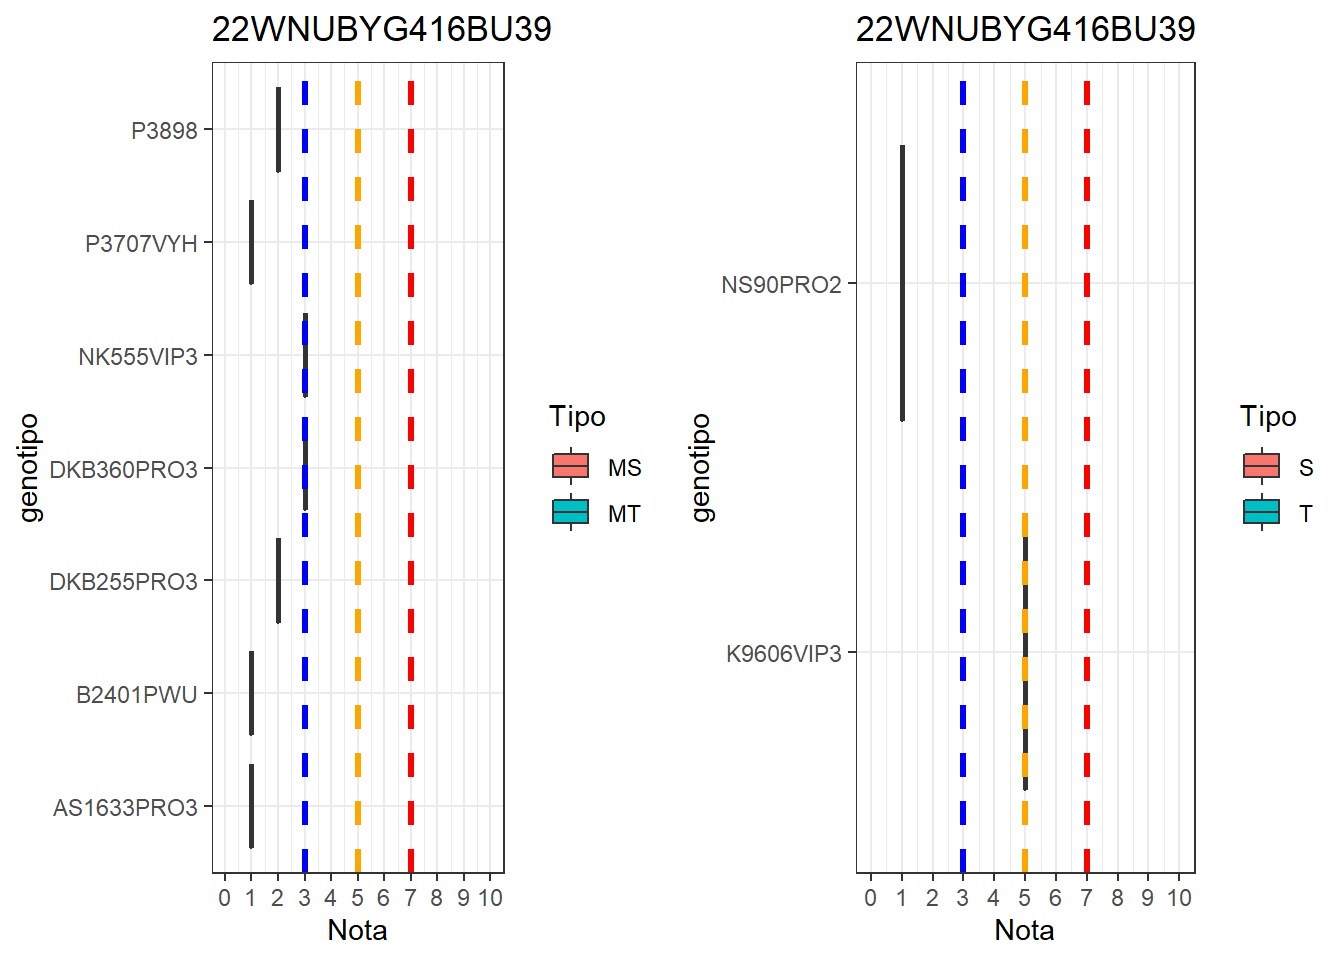 22WNUBYG416BU39
P3898
P3707VYH
NK555VIP3
DKB360PRO3
DKB255PRO3
B2401PWU
AS1633PRO3
genotipo
0 1 2 3 4 5 6 7 8 9 10
Nota
Tipo
MS
MT
22WNUBYG416BU39
NS90PRO2
K9606VIP3
genotipo
0 1 2 3 4 5 6 7 8 9 10
Nota
Tipo
S
T